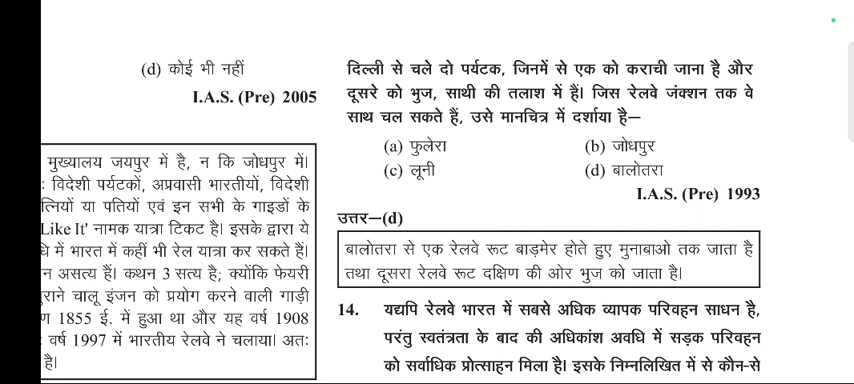 (d) कोई भी नहीं
I.A.S. (Pre) 2005
मुख्यालय जयपुर में है, न कि जोधपुर में।
: विदेशी पर्यटकों, अप्रवासी भारतीयों, विदेशी
त्नियों या पतियों एवं इन सभी के गाइडों के
Like It' नामक यात्रा टिकट है। इसके द्वारा ये
धि में भारत में कहीं भी रेल यात्रा कर सकते हैं।
न असत्य हैं। कथन 3 सत्य है; क्योंकि फेयरी
पुराने चालू इंजन को प्रयोग करने वाली गाड़ी
ण 1855 ई. में हुआ था और यह वर्ष 1908
वर्ष 1997 में भारतीय रेलवे ने चलाया। अतः
है।
दिल्ली से चले दो पर्यटक, जिनमें से एक को कराची जाना है और
दूसरे को भुज, साथी की तलाश में हैं। जिस रेलवे जंक्शन तक वे
साथ चल सकते हैं, उसे मानचित्र में दर्शाया है—
(a) फुलेरा (b) जोधपुर
(c) लूनी (d) बालोतरा
I.A.S. (Pre) 1993
उत्तर—(d)
बालोतरा से एक रेलवे रूट बाड़मेर होते हुए मुनाबाओ तक जाता है
तथा दूसरा रेलवे रूट दक्षिण की ओर भुज को जाता है।
14. यद्यपि रेलवे भारत में सबसे अधिक व्यापक परिवहन साधन है,
परंतु स्वतंत्रता के बाद की अधिकांश अवधि में सड़क परिवहन
को सर्वाधिक प्रोत्साहन मिला है। इसके निम्नलिखित में से कौन-से